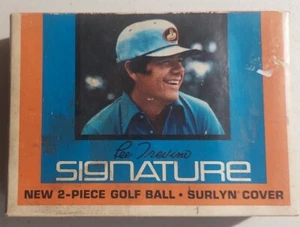 Lee Trevino
SIGNATURE
NEW 2-PIECE GOLF BALL • SURLYN® COVER